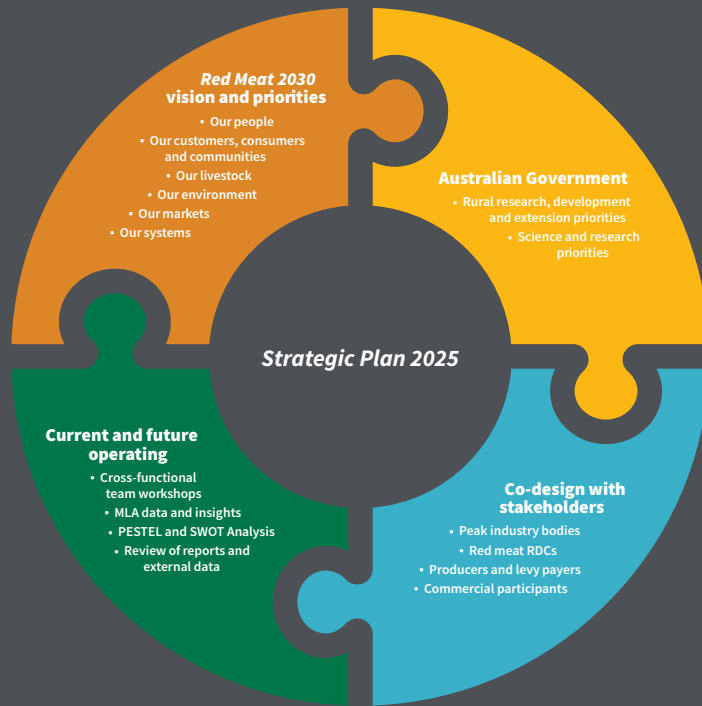 Red Meat 2030
vision and priorities
• Our people
• Our customers, consumers
and communities
• Our livestock
• Our environment
• Our markets
• Our systems
Australian Government
• Rural research, development
and extension priorities
• Science and research
priorities
Strategic Plan 2025
Current and future
operating
• Cross-functional
team workshops
• MLA data and insights
• PESTEL and SWOT Analysis
• Review of reports and
external data
Co-design with
stakeholders
• Peak industry bodies
• Red meat RDCs
• Producers and levy payers
• Commercial participants